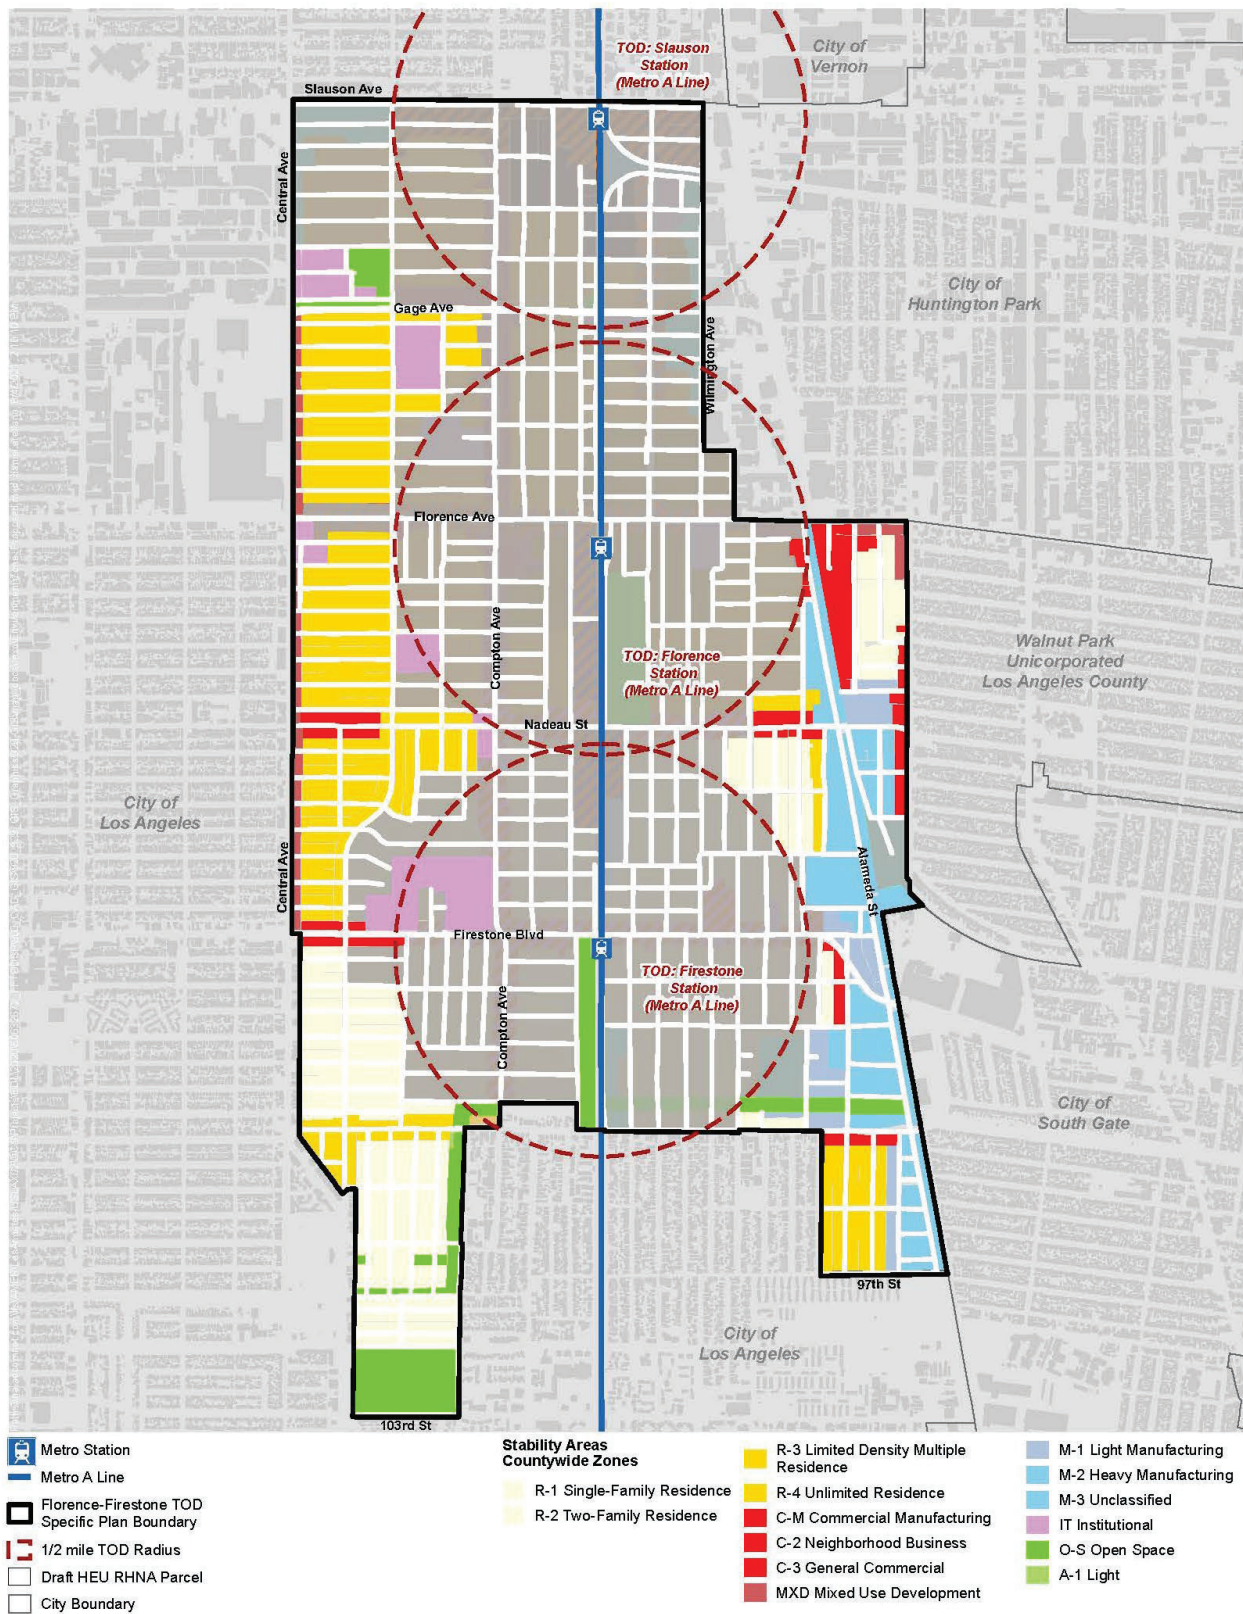 TOD: Slauson
Station
(Metro A Line)
City of
Vernon
Slauson Ave
Central Ave
City of
Huntington Park
Gage Ave
Wilmington Ave
Florence Ave
Compton Ave
TOD: Florence
Station
(Metro A Line)
Walnut Park
Unicorporated
Los Angeles County
Nadeau St
City of
Los Angeles
Central Ave
Alameda St
Firestone Blvd
TOD: Firestone
Station
(Metro A Line)
Compton Ave
City of
South Gate
97th St
City of
Los Angeles
103rd St
Metro Station
Metro A Line
Florence-Firestone TOD
Specific Plan Boundary
1/2 mile TOD Radius
Draft HEU RHNA Parcel
City Boundary
Stability Areas
Countywide Zones
R-1 Single-Family Residence
R-2 Two-Family Residence
R-3 Limited Density Multiple
Residence
R-4 Unlimited Residence
C-M Commercial Manufacturing
C-2 Neighborhood Business
C-3 General Commercial
MXD Mixed Use Development
M-1 Light Manufacturing
M-2 Heavy Manufacturing
M-3 Unclassified
IT Institutional
O-S Open Space
A-1 Light